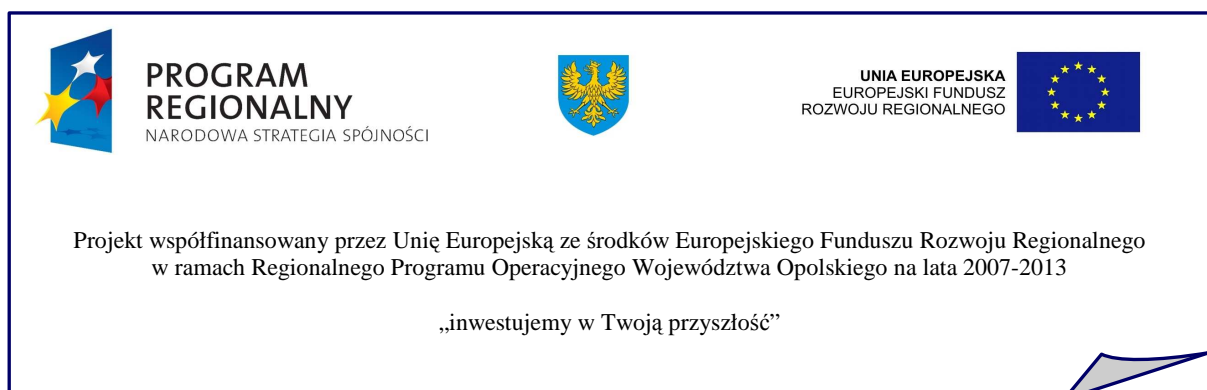 PROGRAM
REGIONALNY
NARODOWA STRATEGIA SPÓJNOŚCI
UNIA EUROPEJSKA
EUROPEJSKI FUNDUSZ
ROZWOJU REGIONALNEGO
Projekt współfinansowany przez Unię Europejską ze środków Europejskiego Funduszu Rozwoju Regionalnego
w ramach Regionalnego Programu Operacyjnego Województwa Opolskiego na lata 2007-2013
„inwestujemy w Twoją przyszłość”